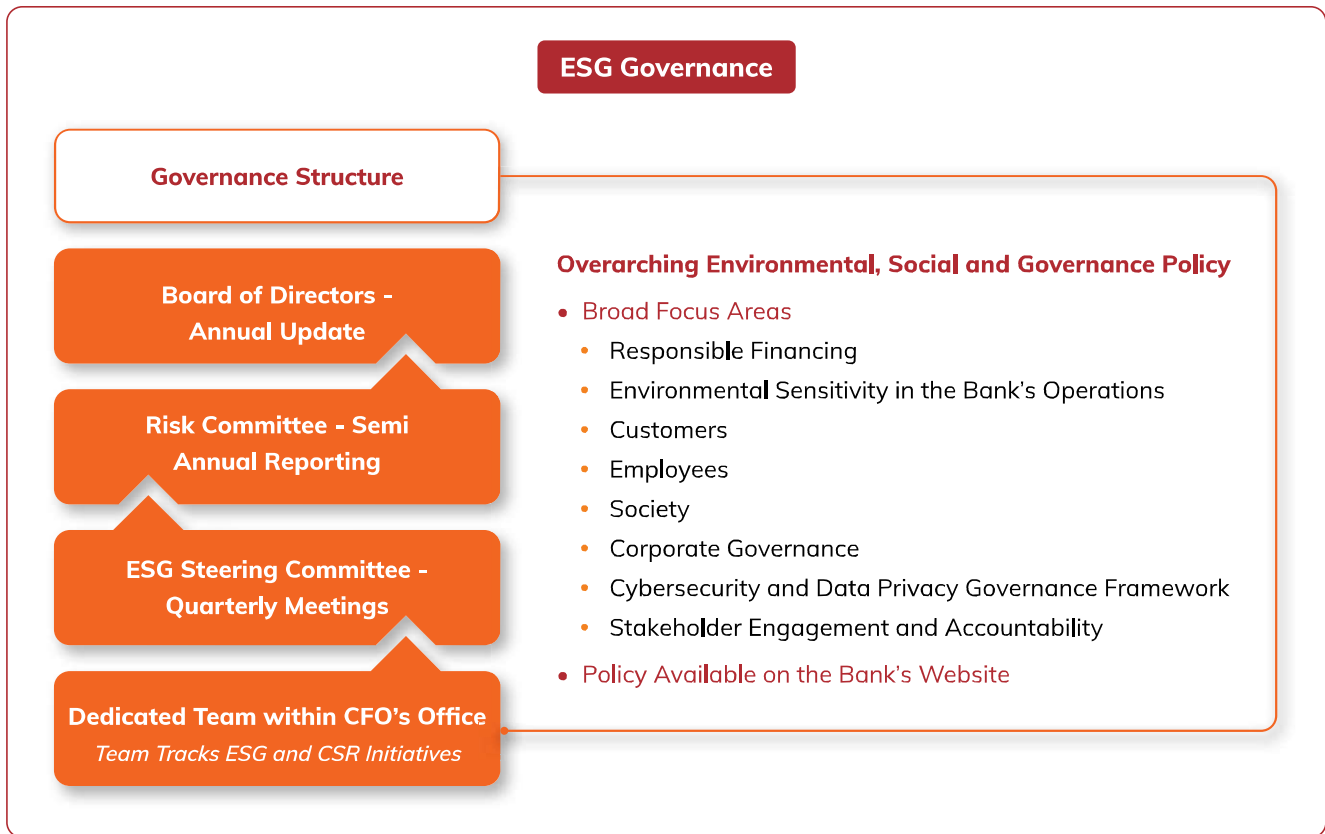 ESG Governance
Governance Structure
Board of Directors -
Annual Update
Risk Committee - Semi
Annual Reporting
ESG Steering Committee -
Quarterly Meetings
Dedicated Team within CFO’s Office
Team Tracks ESG and CSR Initiatives
Overarching Environmental, Social and Governance Policy
• Broad Focus Areas
• Responsible Financing
• Environmental Sensitivity in the Bank’s Operations
• Customers
• Employees
• Society
• Corporate Governance
• Cybersecurity and Data Privacy Governance Framework
• Stakeholder Engagement and Accountability
• Policy Available on the Bank’s Website